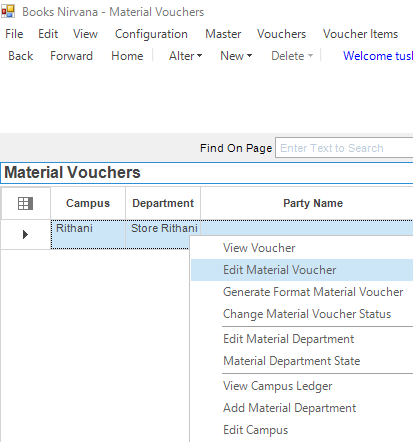 Books Nirvana - Material Vouchers
File Edit View Configuration Master Vouchers Voucher Items
Back Forward Home Alter New Delete Welcome
Find On Page Enter Text to Search
Material Vouchers
Campus Department Party Name
Rithani Store Rithani
View Voucher
Edit Material Voucher
Generate Format Material Voucher
Change Material Voucher Status
Edit Material Department
Material Department State
View Campus Ledger
Add Material Department
Edit Campus